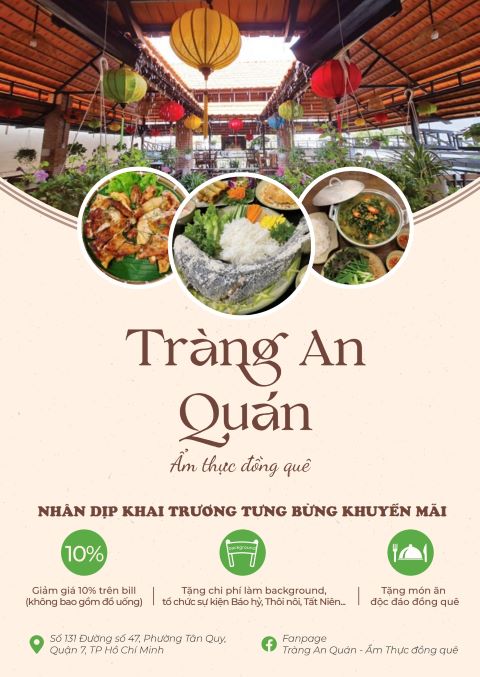 Tràng An
Quán
Ẩm thực đồng quê
NHÂN DỊP KHAI TRƯƠNG TƯNG BỪNG KHUYẾN MÃI
10%
background
Giảm giá 10% trên bill
(không bao gồm đồ uống)
Tặng chi phí làm background,
tổ chức sự kiện Báo hỷ, Thôi nôi, Tất Niên...
Tặng món ăn
độc đáo đồng quê
Số 131 Đường số 47, Phường Tân Quy,
Quận 7, TP Hồ Chí Minh
Fanpage
Tràng An Quán - Ẩm Thực đồng quê